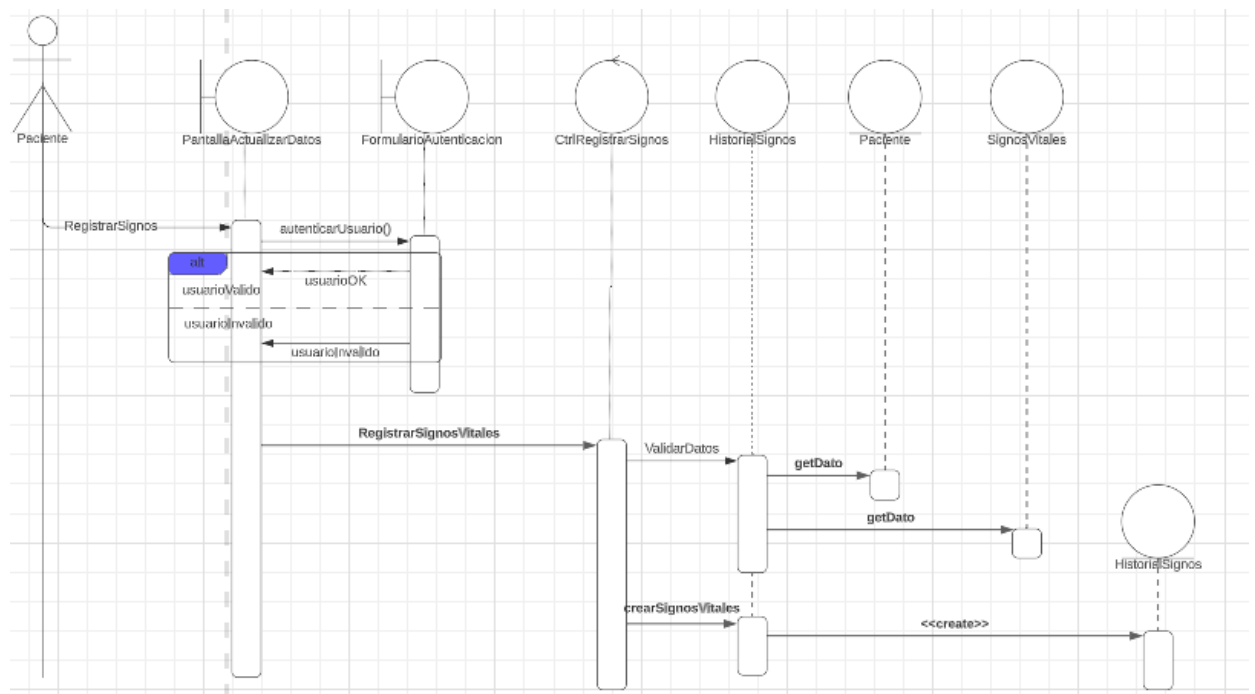 Paciente
PantallaActualizarDatos
FormularioAutenticacion
CtrlRegistrarSignos
HistorialSignos
Paciente
SignosVitales
RegistrarSignos
autenticarUsuario()
alt
usuarioOK
usuarioValido
usuarioInvalido
usuarioInvalido
RegistrarSignosVitales
ValidarDatos
getDato
getDato
HistorialSignos
crearSignosVitales
<<create>>